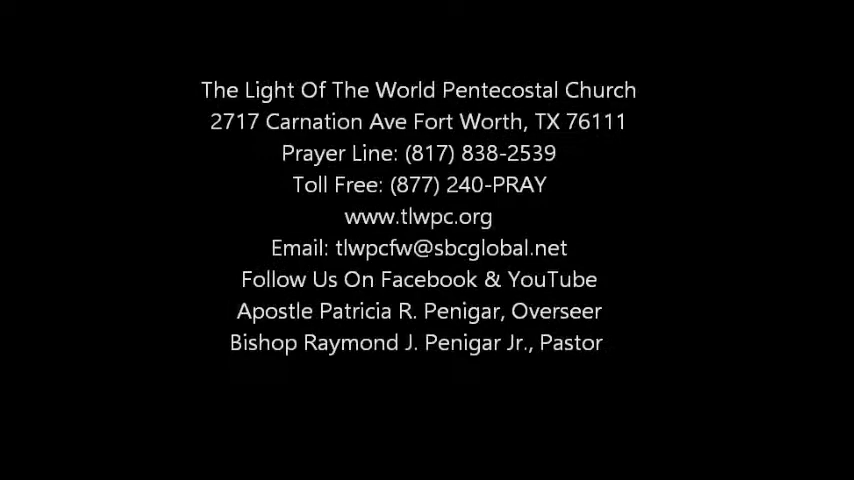 The Light Of The World Pentecostal Church
2717 Carnation Ave Fort Worth, TX 76111
Prayer Line: (817) 838-2539
Toll Free: (877) 240-PRAY
www.tlwpc.org
Email: tlwpcfw@sbcglobal.net
Follow Us On Facebook & YouTube
Apostle Patricia R. Penigar, Overseer
Bishop Raymond J. Penigar Jr., Pastor